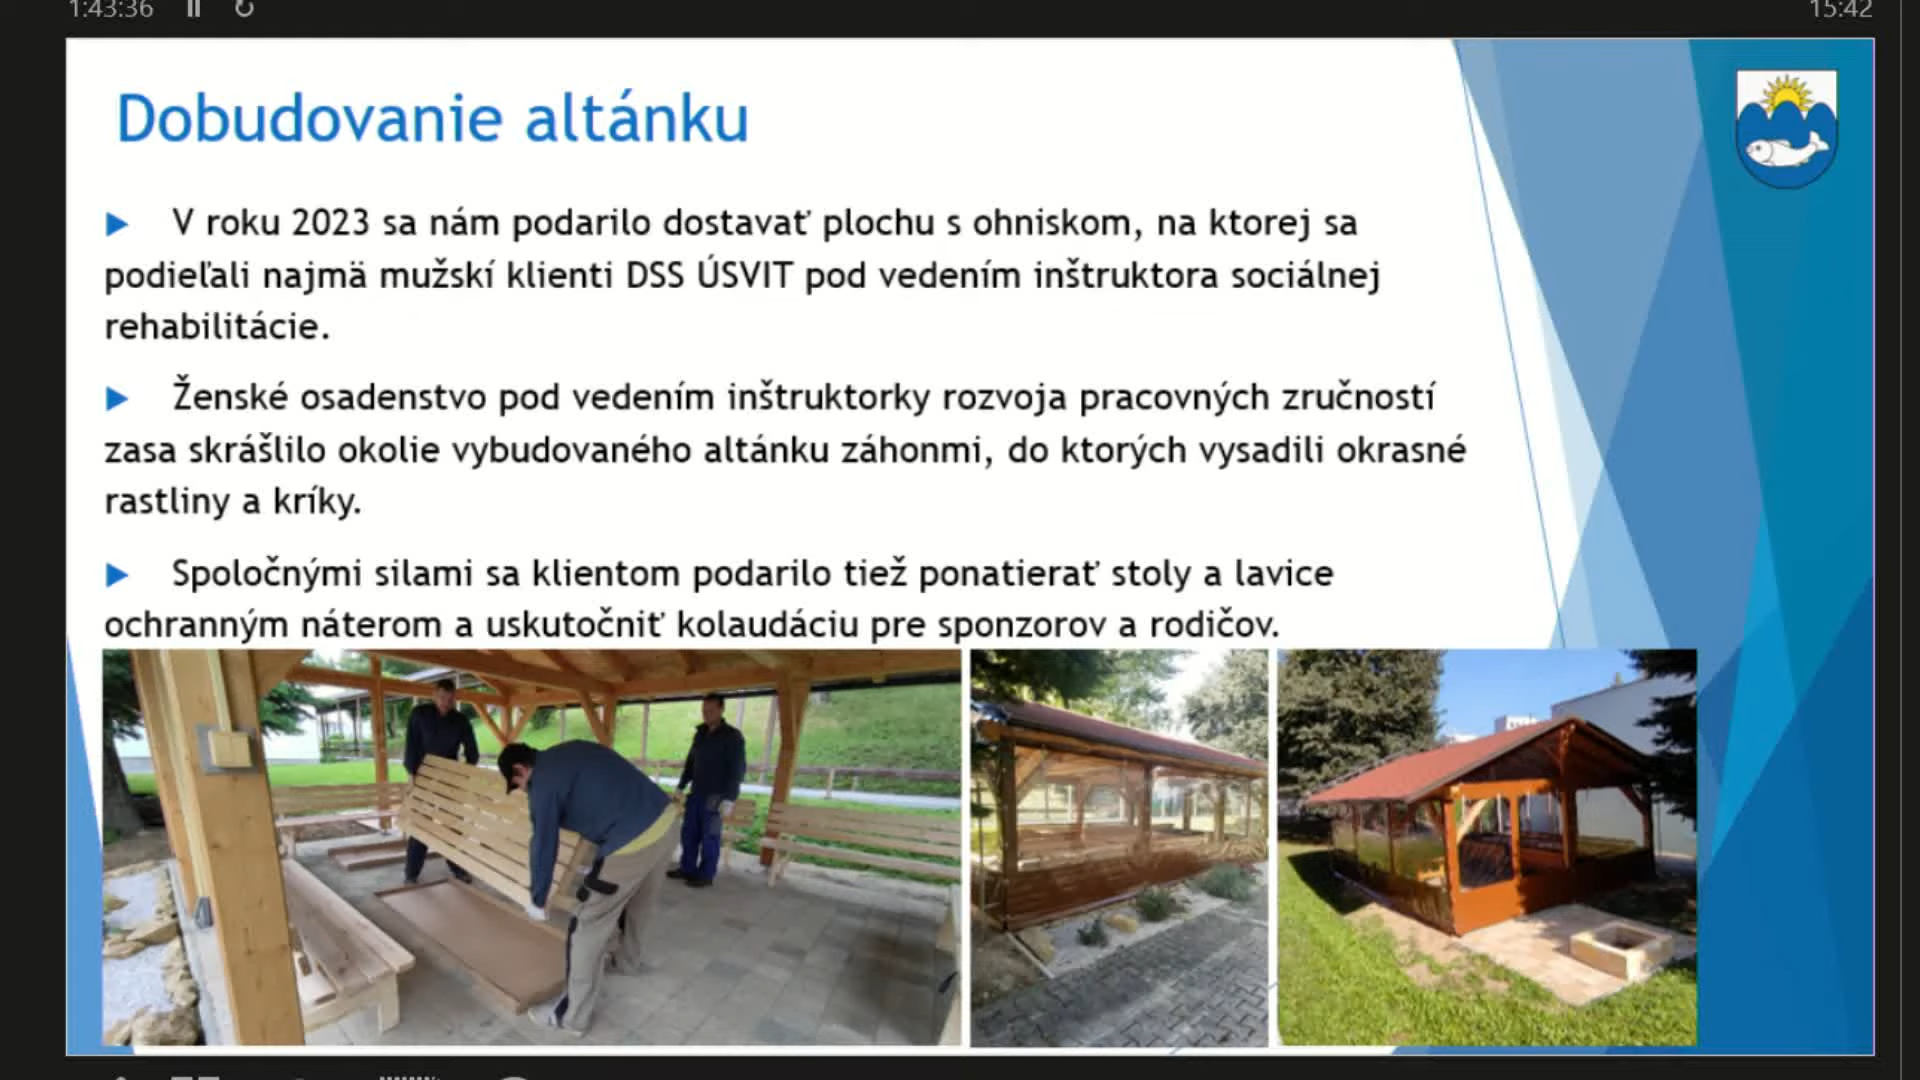 1:43:36
15:42
Dobudovanie altánku
V roku 2023 sa nám podarilo dostavať plochu s ohniskom, na ktorej sa
podieľali najmä mužskí klienti DSS ÚSVIT pod vedením inštruktora sociálnej
rehabilitácie.
Ženské osadenstvo pod vedením inštruktorky rozvoja pracovných zručností
zasa skrášlilo okolie vybudovaného altánku záhonmi, do ktorých vysadili okrasné
rastliny a kríky.
Spoločnými silami sa klientom podarilo tiež ponatierať stoly a lavice
ochranným náterom a uskutočniť kolaudáciu pre sponzorov a rodičov.